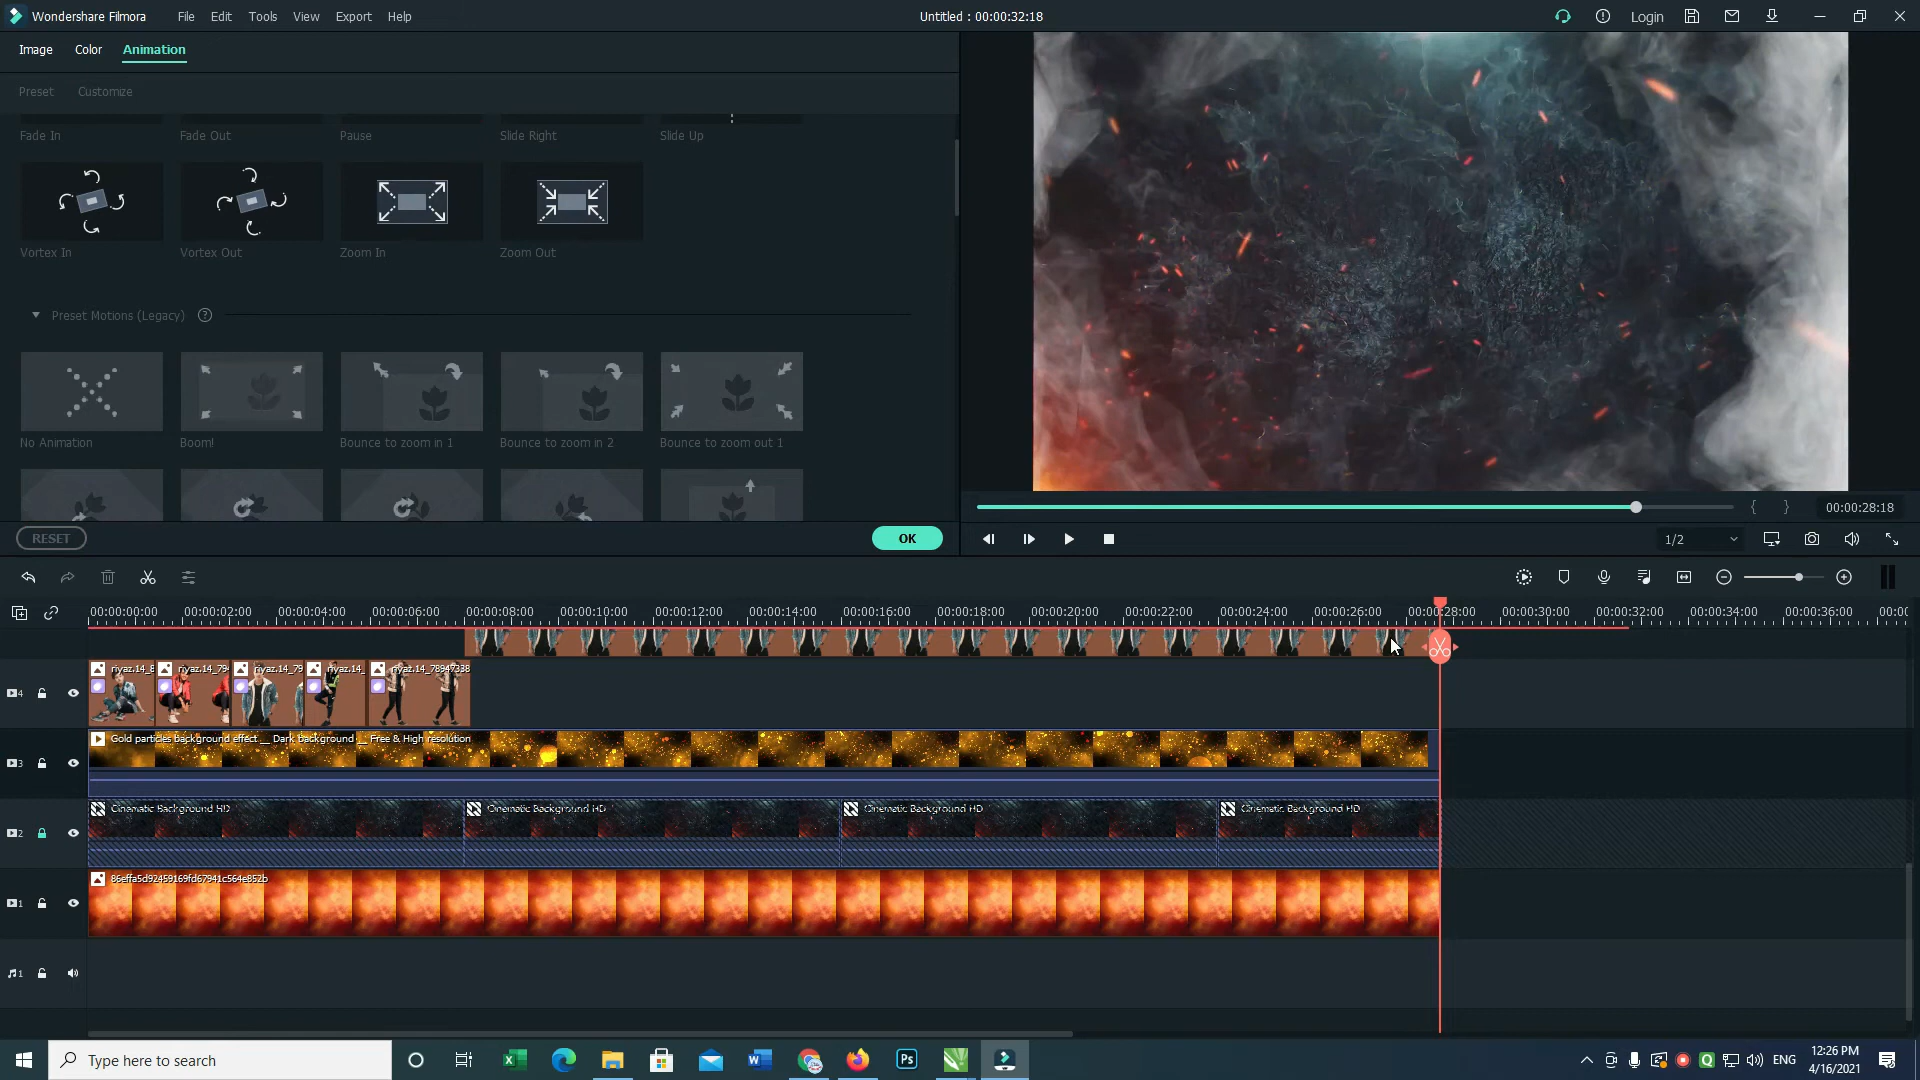 Wondershare Filmora File Edit Tools View Export Help Untitled : 00:00:32:18 Login
Image Color Animation
Preset Customize
Fade In Fade Out Pause Slide Right Slide Up
Vortex In Vortex Out Zoom In Zoom Out
Preset Motions (Legacy) ?
No Animation Boom! Bounce to zoom in 1 Bounce to zoom in 2 Bounce to zoom out 1
{ } 00:00:28:18
RESET OK 1/2
00:00:00:00 00:00:02:00 00:00:04:00 00:00:06:00 00:00:08:00 00:00:10:00 00:00:12:00 00:00:14:00 00:00:16:00 00:00:18:00 00:00:20:00 00:00:22:00 00:00:24:00 00:00:26:00 00:00:28:00 00:00:30:00 00:00:32:00 00:00:34:00 00:00:36:00 00:00
riyaz.14_8 riyaz.14_794 riyaz.14_79 riyaz.14_ riyaz.14_78947338
4
Gold particles background effect __ Dark background __ Free & High resolution
3
Cinematic Background HD Cinematic Background HD Cinematic Background HD Cinematic Background HD
2
86effa5d92459169fd67941c564e852b
1
1
Type here to search Ps ENG 12:26 PM
4/16/2021